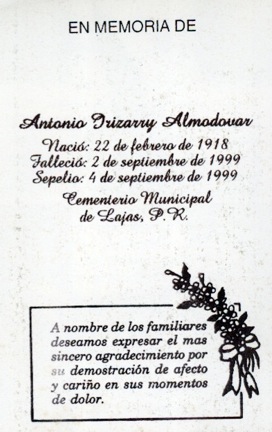 EN MEMORIA DE
Antonio Irizarry Almodovar
Nació: 22 de febrero de 1918
Falleció: 2 de septiembre de 1999
Sepelio: 4 de septiembre de 1999
Cementerio Municipal
de Lajas, P.R.
A nombre de los familiares
deseamos expresar el mas
sincero agradecimiento por
su demostración de afecto
y cariño en sus momentos
de dolor.